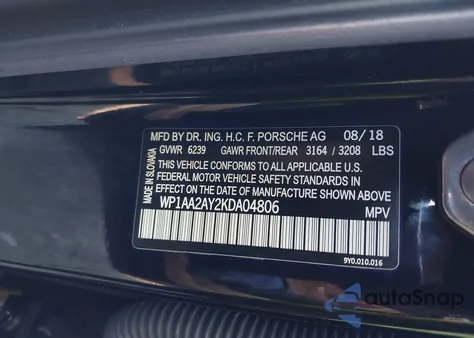 MFD BY DR. ING. H.C. F. PORSCHE AG 08/18
GVWR 6239 GAWR FRONT/REAR 3164 / 3208 LBS
THIS VEHICLE CONFORMS TO ALL APPLICABLE U.S.
FEDERAL MOTOR VEHICLE SAFETY STANDARDS IN
EFFECT ON THE DATE OF MANUFACTURE SHOWN ABOVE
WP1AA2AY2KDA04806 MPV
MADE IN SLOVAKIA
9Y0.010.016
autoSnap